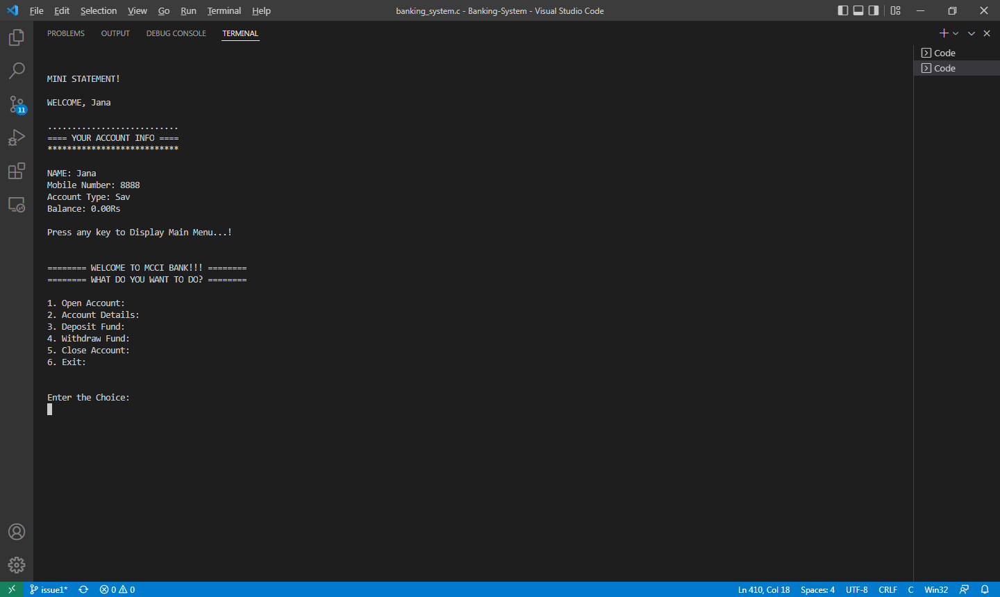 File Edit Selection View Go Run Terminal Help
banking_system.c - Banking-System - Visual Studio Code
PROBLEMS OUTPUT DEBUG CONSOLE TERMINAL
Code
Code
11
MINI STATEMENT!
WELCOME, Jana
...........................
==== YOUR ACCOUNT INFO ====
***************************
NAME: Jana
Mobile Number: 8888
Account Type: Sav
Balance: 0.00Rs
Press any key to Display Main Menu...!
======== WELCOME TO MCCI BANK!!! ========
======== WHAT DO YOU WANT TO DO? ========
1. Open Account:
2. Account Details:
3. Deposit Fund:
4. Withdraw Fund:
5. Close Account:
6. Exit:
Enter the Choice:
issue1* 0 0 Ln 410, Col 18 Spaces: 4 UTF-8 CRLF C Win32